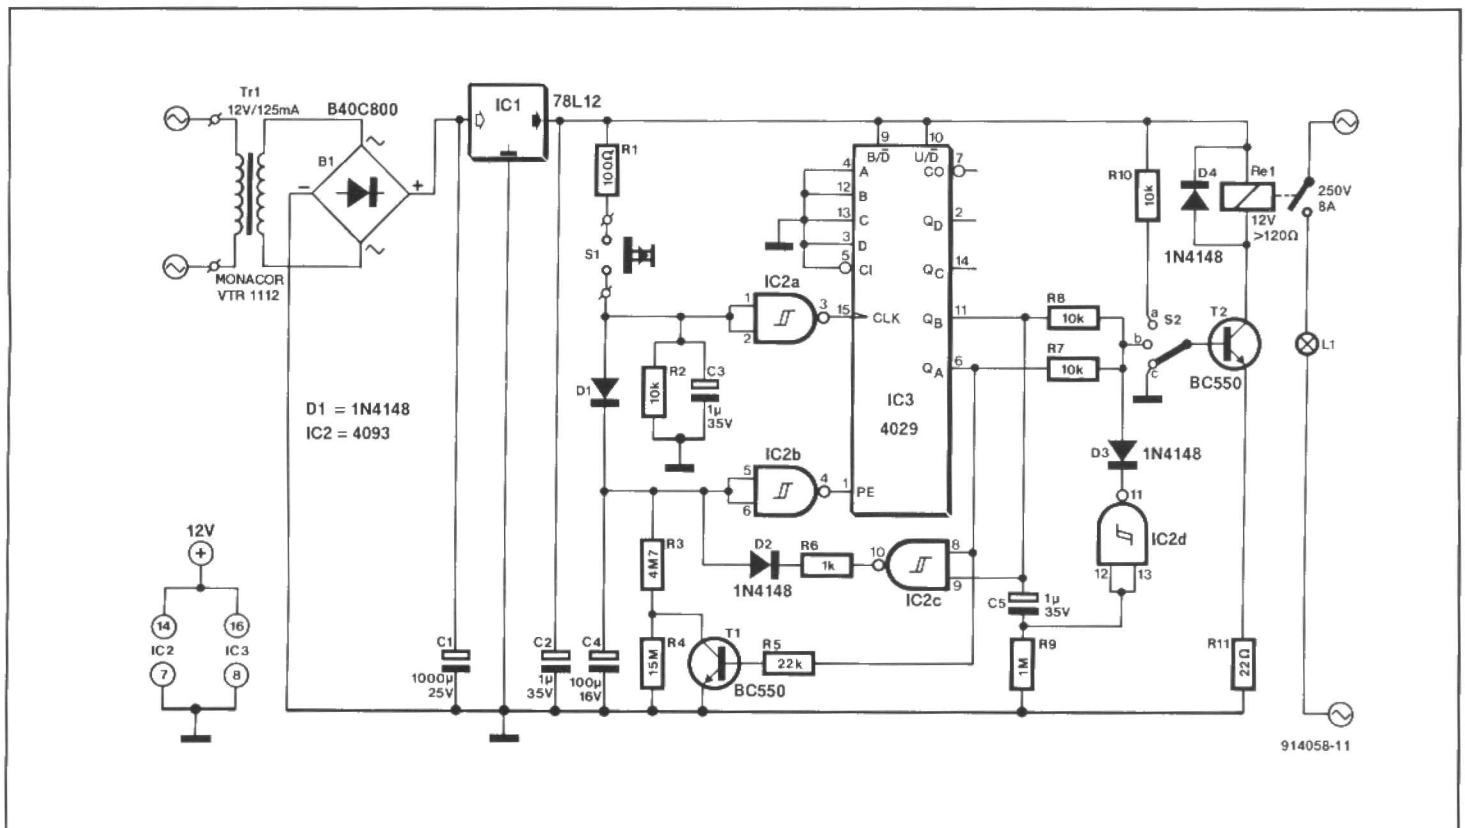 Tr1
12V/125mA
B40C800
B1
−
+
MONACOR
VTR 1112
IC1
78L12
R1
100Ω
S1
D1
D1 = 1N4148
IC2 = 4093
R2
10k
C3
1µ
35V
IC2a
1
2
3
IC2b
5
6
4
4
12
13
3
5
15
1
A
B
C
D
CI
CLK
PE
9
10
B/D̅
U/D̅
7
CO
QD
2
QC
14
QB
11
QA
6
IC3
4029
R8
10k
R7
10k
R10
10k
a
b
c
S2
D4
1N4148
Re1
12V
>120Ω
250V
8A
T2
BC550
L1
D3
1N4148
11
IC2d
12
13
R3
4M7
D2
1N4148
R6
1k
10
8
9
IC2c
C5
1µ
35V
12V
+
14
16
IC2
IC3
7
8
C1
1000µ
25V
C2
1µ
35V
C4
100µ
16V
R4
15M
T1
BC550
R5
22k
R9
1M
R11
22Ω
914058-11